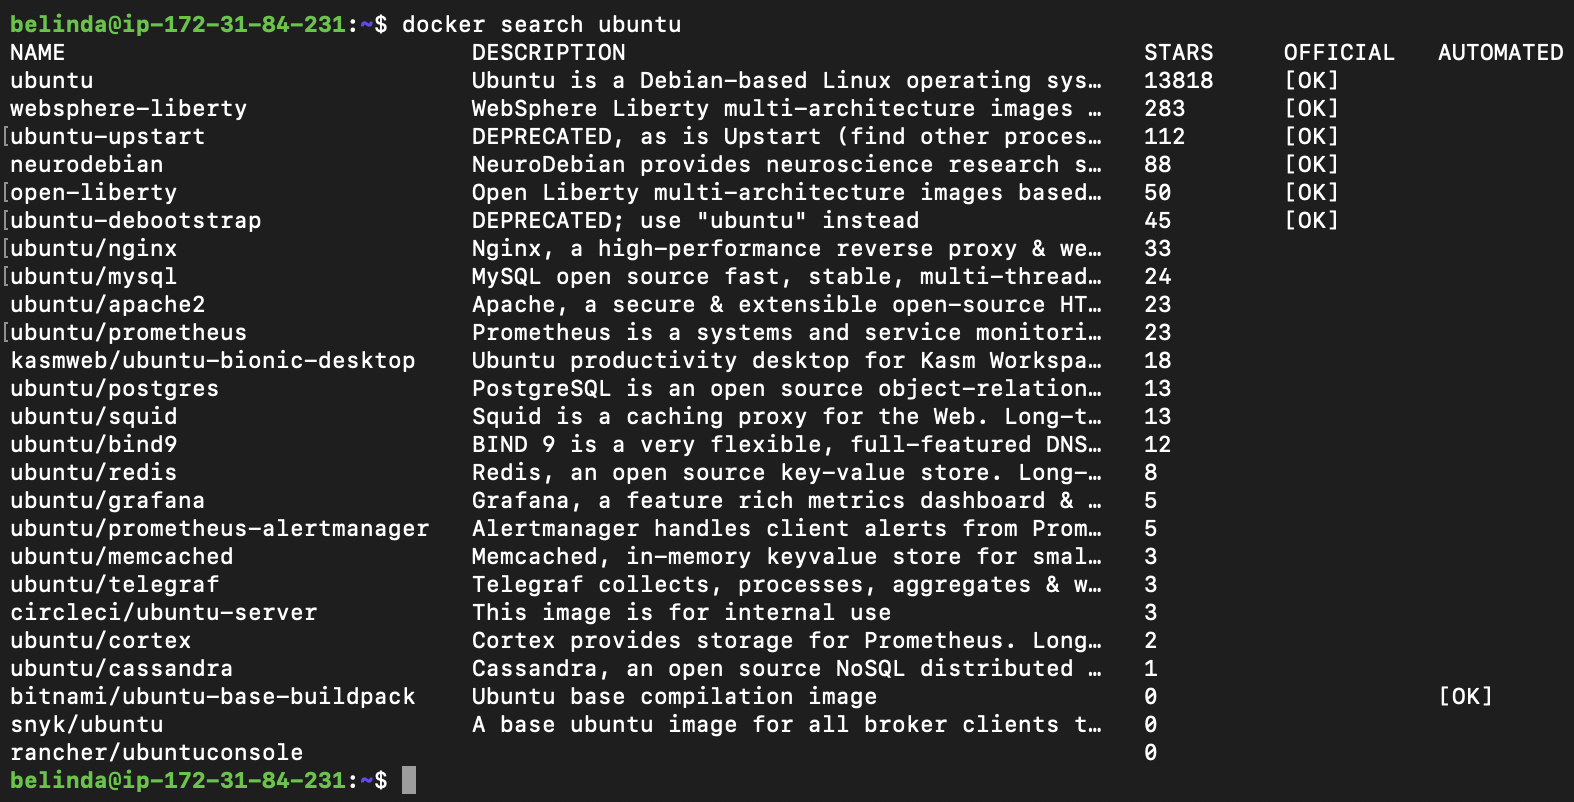 belinda@ip-172-31-84-231:~$ docker search ubuntu
NAME DESCRIPTION STARS OFFICIAL AUTOMATED
ubuntu Ubuntu is a Debian-based Linux operating sys… 13818 [OK]
websphere-liberty WebSphere Liberty multi-architecture images … 283 [OK]
[ubuntu-upstart DEPRECATED, as is Upstart (find other proces… 112 [OK]
neurodebian NeuroDebian provides neuroscience research s… 88 [OK]
[open-liberty Open Liberty multi-architecture images based… 50 [OK]
[ubuntu-debootstrap DEPRECATED; use "ubuntu" instead 45 [OK]
[ubuntu/nginx Nginx, a high-performance reverse proxy & we… 33
[ubuntu/mysql MySQL open source fast, stable, multi-thread… 24
ubuntu/apache2 Apache, a secure & extensible open-source HT… 23
[ubuntu/prometheus Prometheus is a systems and service monitori… 23
kasmweb/ubuntu-bionic-desktop Ubuntu productivity desktop for Kasm Workspa… 18
ubuntu/postgres PostgreSQL is an open source object-relation… 13
ubuntu/squid Squid is a caching proxy for the Web. Long-t… 13
ubuntu/bind9 BIND 9 is a very flexible, full-featured DNS… 12
ubuntu/redis Redis, an open source key-value store. Long-… 8
ubuntu/grafana Grafana, a feature rich metrics dashboard & … 5
ubuntu/prometheus-alertmanager Alertmanager handles client alerts from Prom… 5
ubuntu/memcached Memcached, in-memory keyvalue store for smal… 3
ubuntu/telegraf Telegraf collects, processes, aggregates & w… 3
circleci/ubuntu-server This image is for internal use 3
ubuntu/cortex Cortex provides storage for Prometheus. Long… 2
ubuntu/cassandra Cassandra, an open source NoSQL distributed … 1
bitnami/ubuntu-base-buildpack Ubuntu base compilation image 0 [OK]
snyk/ubuntu A base ubuntu image for all broker clients t… 0
rancher/ubuntuconsole 0
belinda@ip-172-31-84-231:~$